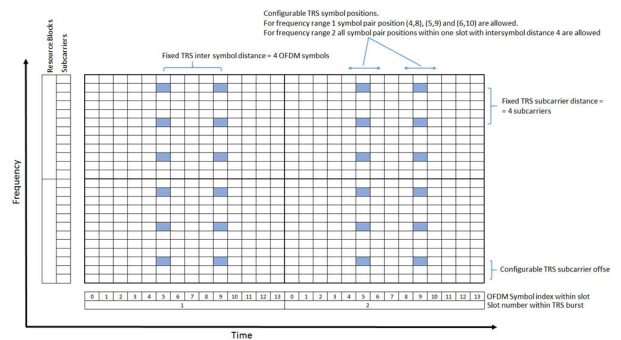 Configurable TRS symbol positions.
For frequency range 1 symbol pair position (4,8), (5,9) and (6,10) are allowed.
For frequency range 2 all symbol pair positions within one slot with intersymbol distance 4 are allowed
Fixed TRS inter symbol distance = 4 OFDM symbols
Resource Blocks
Subcarriers
Fixed TRS subcarrier distance =
= 4 subcarriers
Frequency
Configurable TRS subcarrier offse
0 1 2 3 4 5 6 7 8 9 10 11 12 13 0 1 2 3 4 5 6 7 8 9 10 11 12 13 OFDM Symbol index within slot
1 2 Slot number within TRS burst
Time